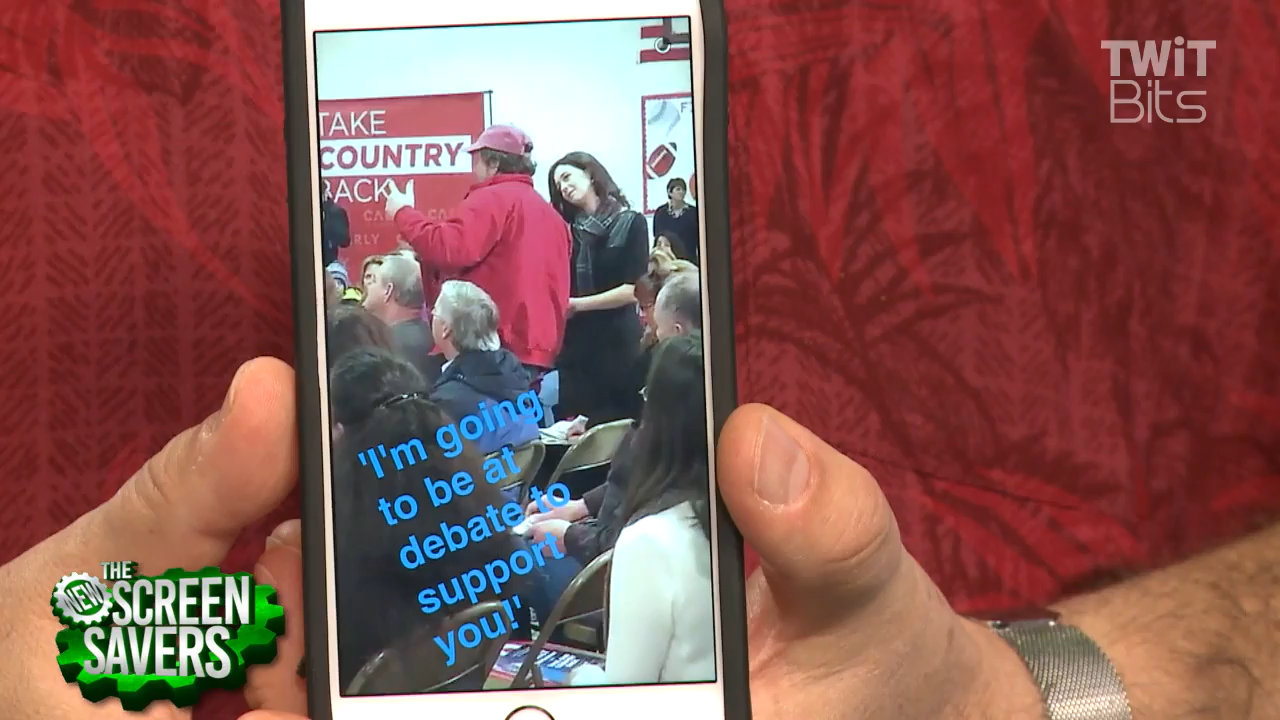 TWiT
Bits
TAKE
COUNTRY
BACK
'I'm going
to be at
debate to
support
you!'
THE
NEW SCREEN
SAVERS